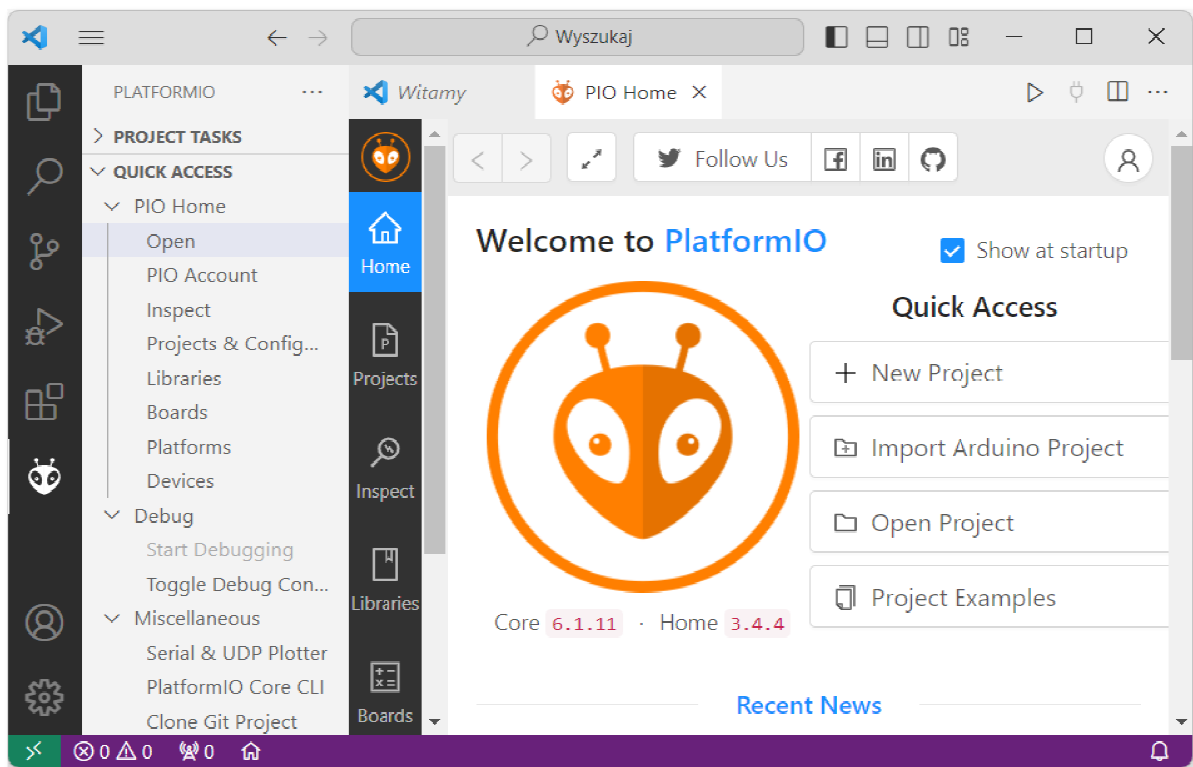 Wyszukaj
PLATFORMIO
PROJECT TASKS
QUICK ACCESS
PIO Home
Open
PIO Account
Inspect
Projects & Config...
Libraries
Boards
Platforms
Devices
Debug
Start Debugging
Toggle Debug Con...
Miscellaneous
Serial & UDP Plotter
PlatformIO Core CLI
Clone Git Project
Witamy
PIO Home
Home
Projects
Inspect
Libraries
Boards
Follow Us
Welcome to PlatformIO
Show at startup
Core 6.1.11 · Home 3.4.4
Quick Access
New Project
Import Arduino Project
Open Project
Project Examples
Recent News
0 0 0